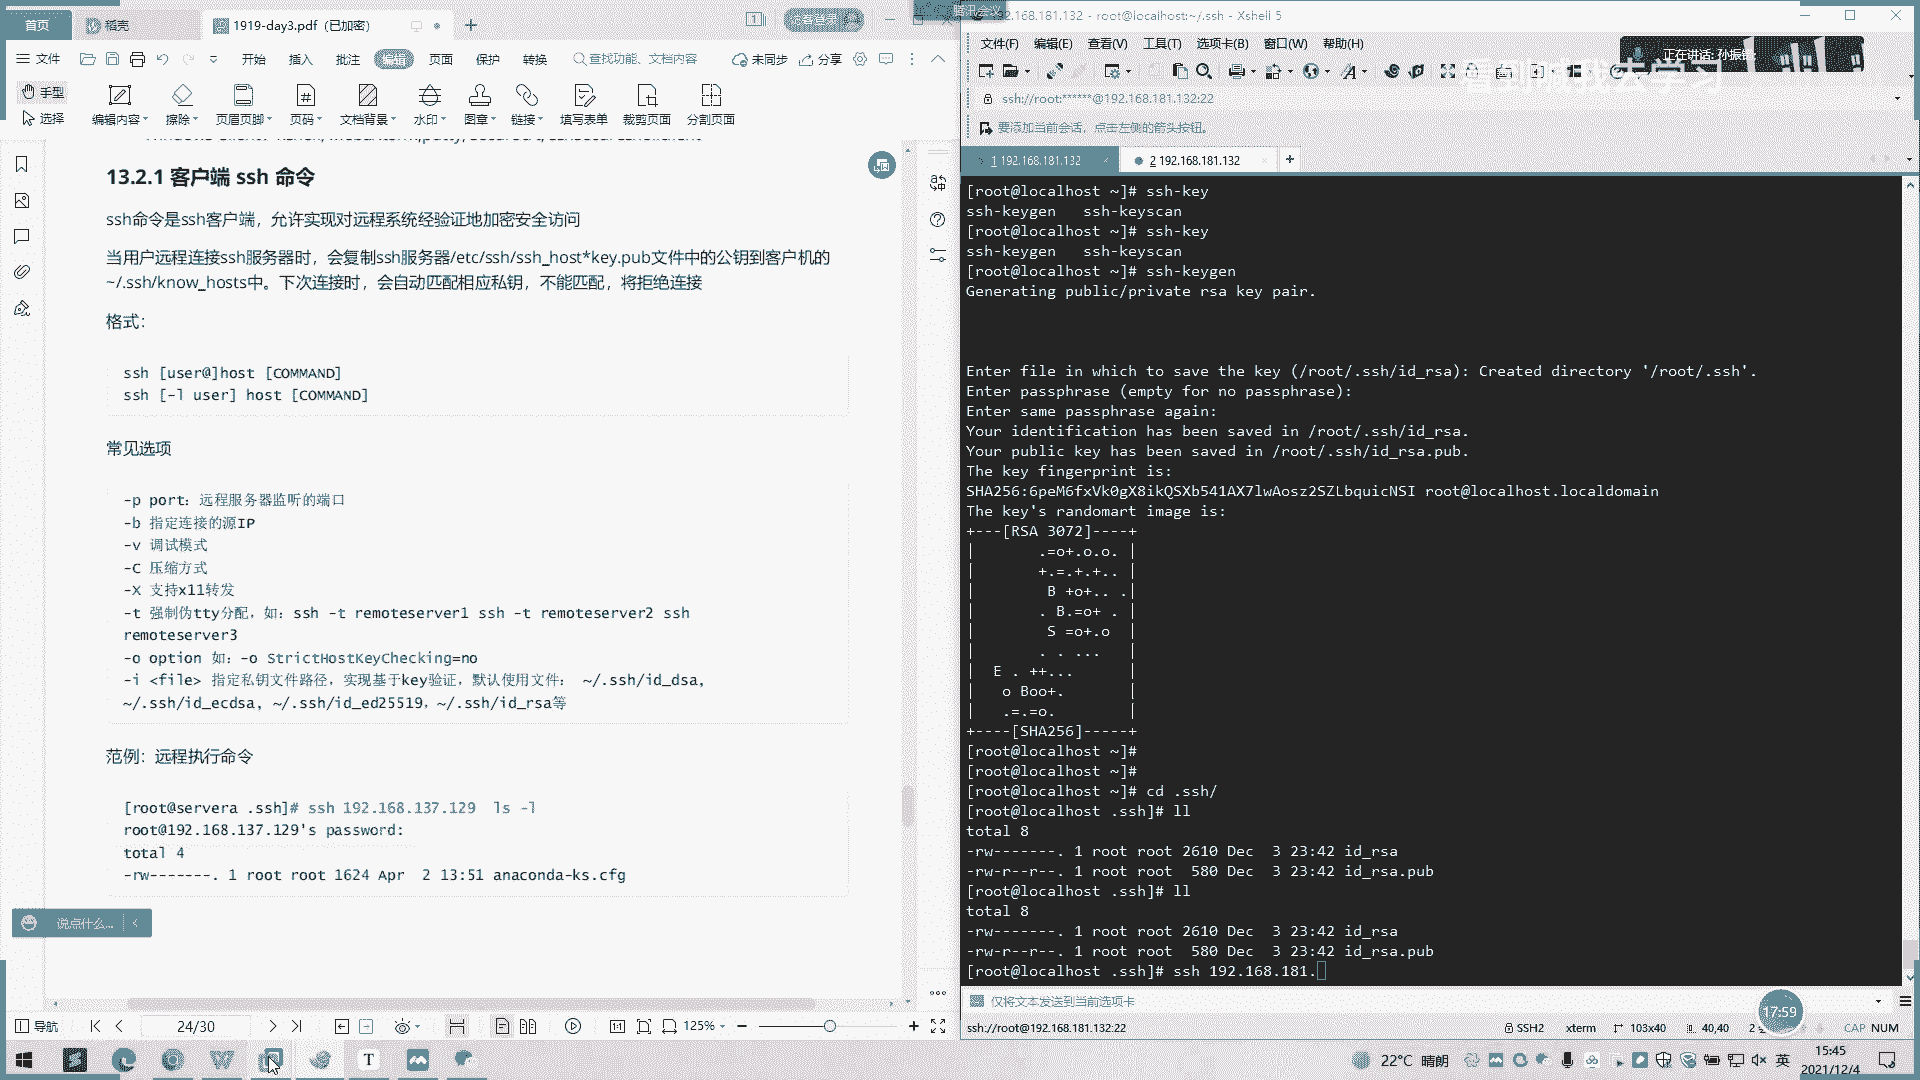 首页
稻壳
1919-day3.pdf（已加密）
访客登录
腾讯会议
文件
开始
插入
批注
编辑
页面
保护
转换
查找功能、文档内容
未同步
分享
手型
选择
编辑内容
擦除
页眉页脚
页码
文档背景
水印
图章
链接
填写表单
裁剪页面
分割页面
13.2.1 客户端 ssh 命令
ssh命令是ssh客户端，允许实现对远程系统经验证地加密安全访问
当用户远程连接ssh服务器时，会复制ssh服务器/etc/ssh/ssh_host*key.pub文件中的公钥到客户机的
~/.ssh/know_hosts中。下次连接时，会自动匹配相应私钥，不能匹配，将拒绝连接
格式：
ssh [user@]host [COMMAND]
ssh [-l user] host [COMMAND]
常见选项
-p port：远程服务器监听的端口
-b 指定连接的源IP
-v 调试模式
-C 压缩方式
-X 支持x11转发
-t 强制伪tty分配，如：ssh -t remoteserver1 ssh -t remoteserver2 ssh
remoteserver3
-o option 如：-o StrictHostKeyChecking=no
-i <file> 指定私钥文件路径，实现基于key验证，默认使用文件： ~/.ssh/id_dsa,
~/.ssh/id_ecdsa, ~/.ssh/id_ed25519，~/.ssh/id_rsa等
范例：远程执行命令
[root@servera .ssh]# ssh 192.168.137.129  ls -l
root@192.168.137.129's password:
total 4
-rw-------. 1 root root 1624 Apr  2 13:51 anaconda-ks.cfg
说点什么...
导航
24/30
125%
192.168.181.132 - root@localhost:~/.ssh - Xshell 5
文件(F)
编辑(E)
查看(V)
工具(T)
选项卡(B)
窗口(W)
帮助(H)
正在讲话: 孙振
看到喊我去学习
ssh://root:******@192.168.181.132:22
要添加当前会话，点击左侧的箭头按钮。
1 192.168.181.132
2 192.168.181.132
[root@localhost ~]# ssh-key
ssh-keygen   ssh-keyscan
[root@localhost ~]# ssh-key
ssh-keygen   ssh-keyscan
[root@localhost ~]# ssh-keygen
Generating public/private rsa key pair.
Enter file in which to save the key (/root/.ssh/id_rsa): Created directory '/root/.ssh'.
Enter passphrase (empty for no passphrase):
Enter same passphrase again:
Your identification has been saved in /root/.ssh/id_rsa.
Your public key has been saved in /root/.ssh/id_rsa.pub.
The key fingerprint is:
SHA256:6peM6fxVk0gX8ikQSXb541AX7lwAosz2SZLbquicNSI root@localhost.localdomain
The key's randomart image is:
+---[RSA 3072]----+
|       .=o+.o.o. |
|       +.=.+.+.. |
|        B +o+.. .|
|       . B.=o+ . |
|        S =o+.o  |
|       . . ...   |
|  E . ++...      |
|   o Boo+.       |
|   .=.=o.        |
+----[SHA256]-----+
[root@localhost ~]#
[root@localhost ~]#
[root@localhost ~]# cd .ssh/
[root@localhost .ssh]# ll
total 8
-rw-------. 1 root root 2610 Dec  3 23:42 id_rsa
-rw-r--r--. 1 root root  580 Dec  3 23:42 id_rsa.pub
[root@localhost .ssh]# ll
total 8
-rw-------. 1 root root 2610 Dec  3 23:42 id_rsa
-rw-r--r--. 1 root root  580 Dec  3 23:42 id_rsa.pub
[root@localhost .ssh]# ssh 192.168.181.
仅将文本发送到当前选项卡
17:59
ssh://root@192.168.181.132:22
SSH2
xterm
103x40
40,40
CAP NUM
22°C 晴朗
英
15:45
2021/12/4